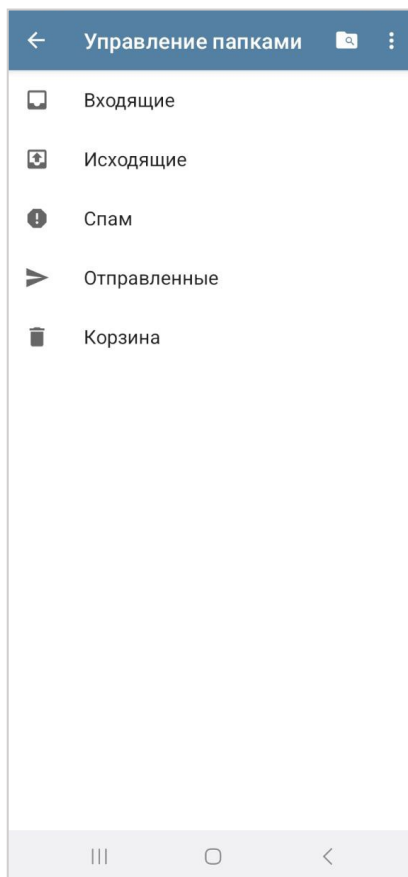 Управление папками
Входящие
Исходящие
Спам
Отправленные
Корзина